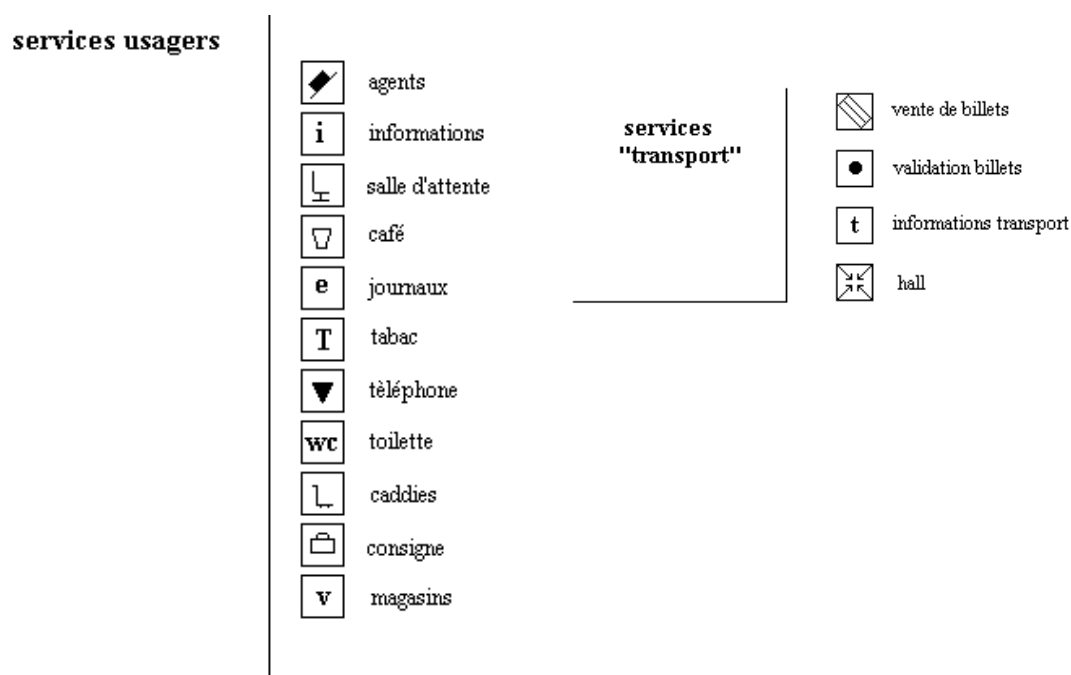 services usagers
agents
i informations
salle d'attente
café
e journaux
T tabac
tèléphone
wc toilette
caddies
consigne
v magasins
services
"transport"
vente de billets
validation billets
t informations transport
hall